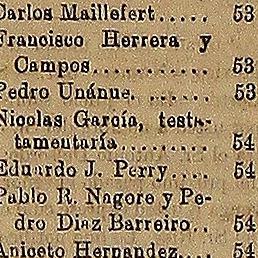 Carlos Maillefert..... 53
Francisco Herrera y
Campos.......... 53
Pedro Unánue. ...... 53
Nicolas García, testa-
tamentaría........ 54
Eduardo J. Perry.... 54
Pablo R. Nagore y Pe-
dro Diaz Barreiro.. 54
Aniceto Hernandez.... 54